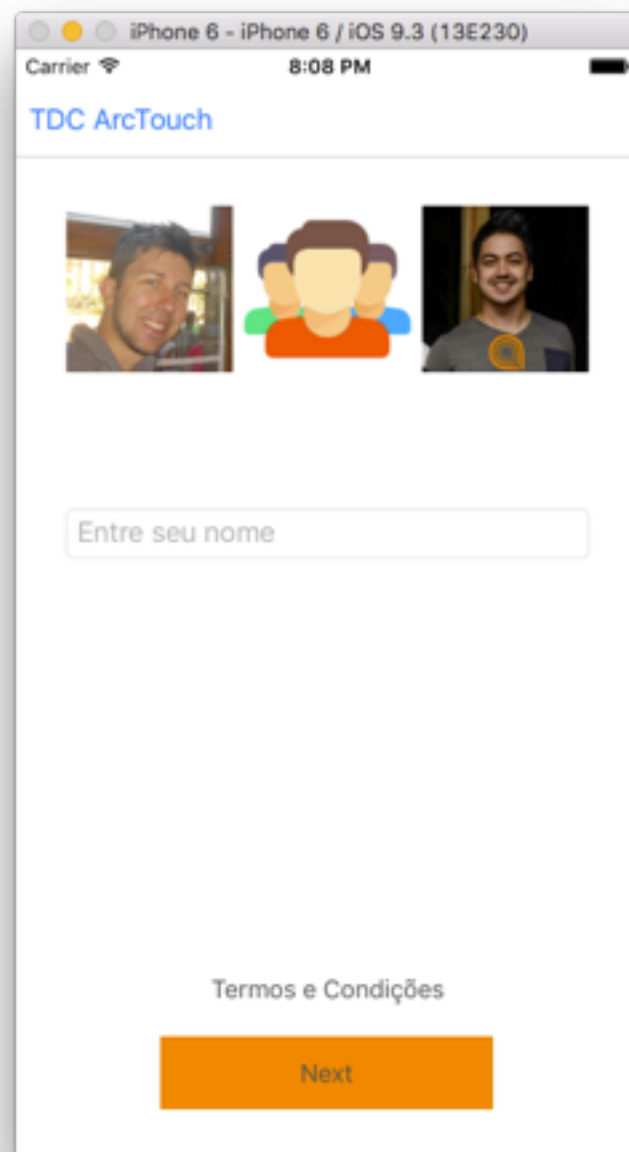 iPhone 6 - iPhone 6 / iOS 9.3 (13E230)
Carrier 8:08 PM
TDC ArcTouch
Entre seu nome
Termos e Condições
Next